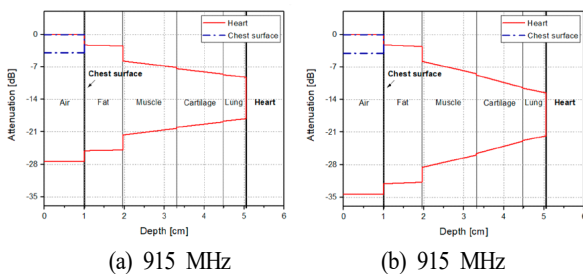 Heart
Chest surface
0
-7
-14
-21
-28
-35
Attenuation [dB]
Chest surface
Air
Fat
Muscle
Cartilage
Lung
Heart
0 1 2 3 4 5 6
Depth [cm]
(a) 915 MHz
Heart
Chest surface
0
-7
-14
-21
-28
-35
Attenuation [dB]
Chest surface
Air
Fat
Muscle
Cartilage
Lung
Heart
0 1 2 3 4 5 6
Depth [cm]
(b) 915 MHz